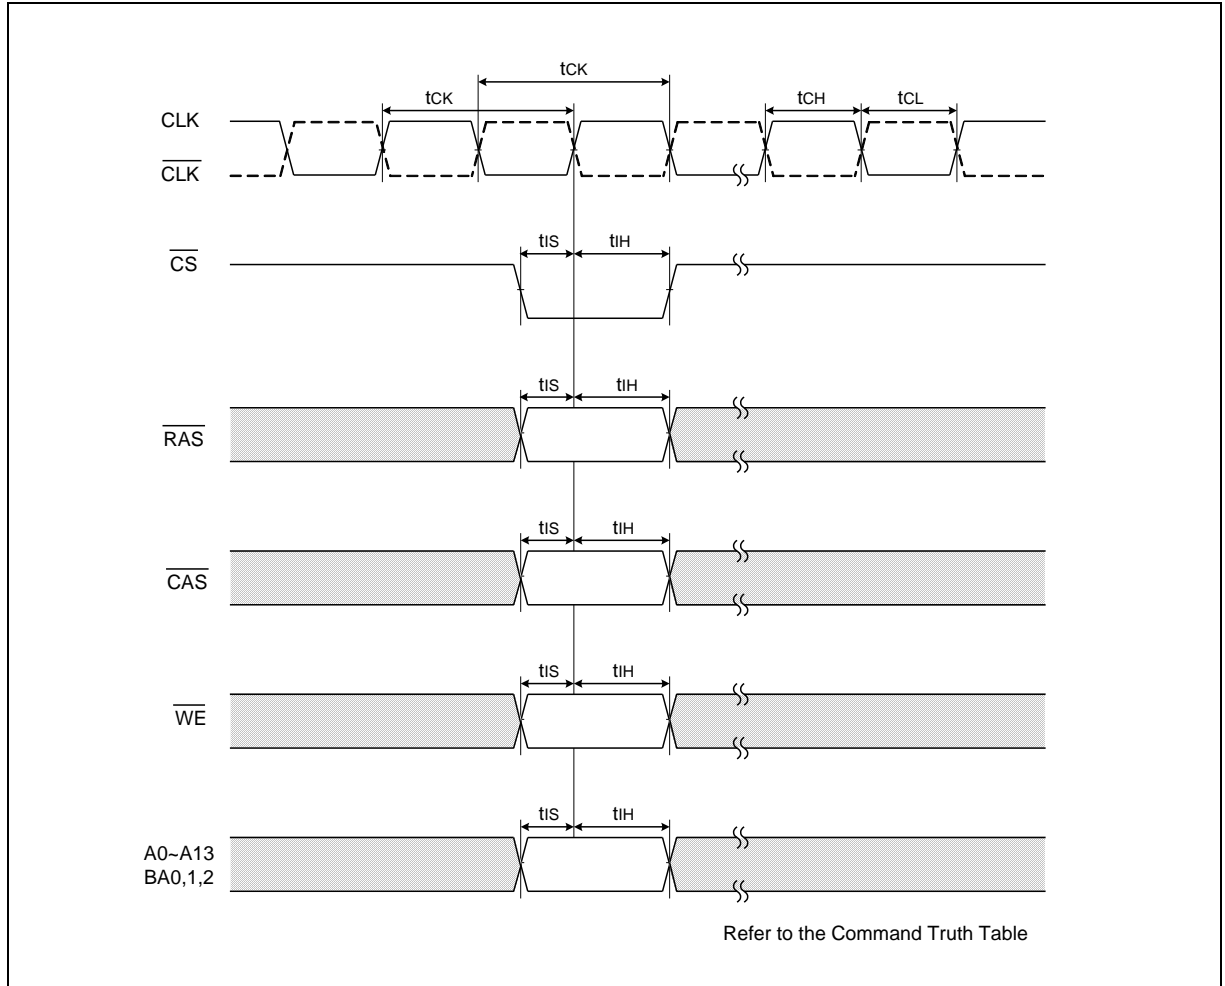 tCK
tCK
tCH
tCL
CLK
CLK
tIS
tIH
CS
tIS
tIH
RAS
tIS
tIH
CAS
tIS
tIH
WE
tIS
tIH
A0~A13
BA0,1,2
Refer to the Command Truth Table